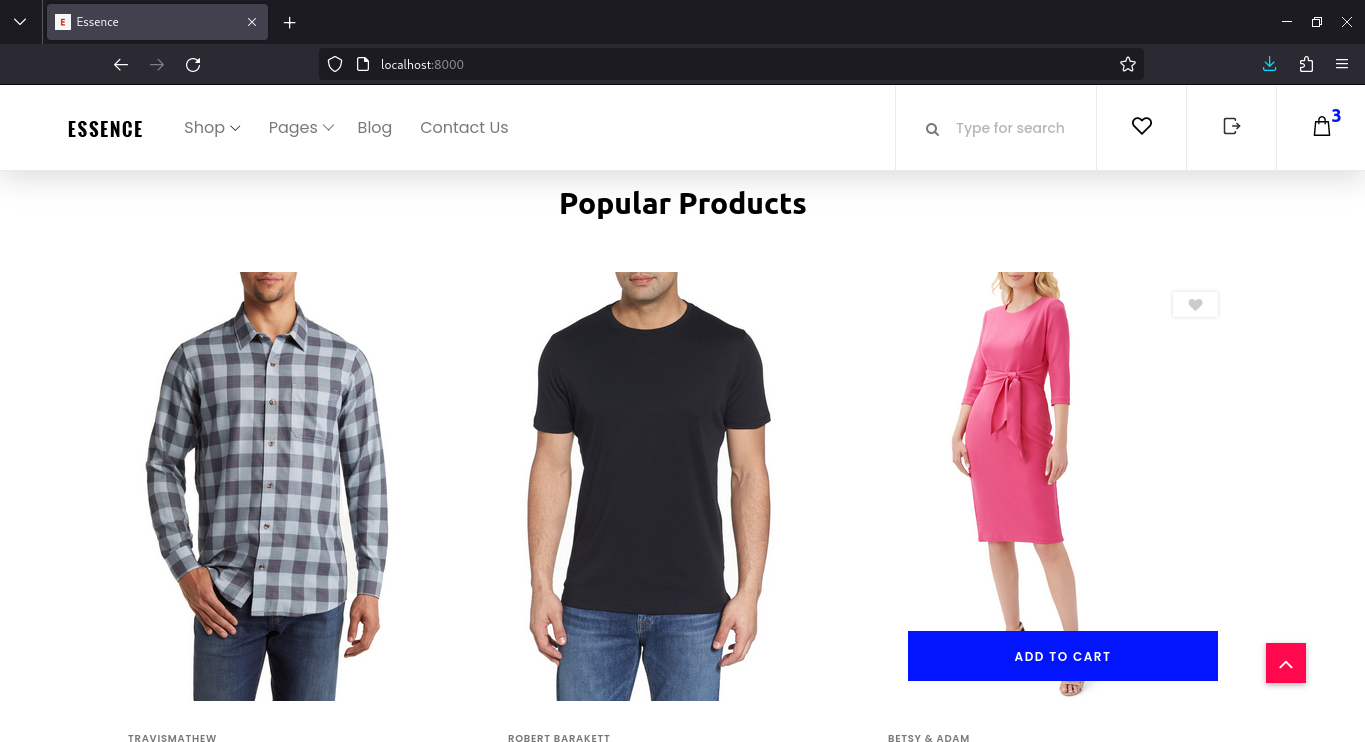 E Essence
localhost:8000
ESSENCE Shop Pages Blog Contact Us Type for search 3
Popular Products
ADD TO CART
TRAVISMATHEW ROBERT BARAKETT BETSY & ADAM